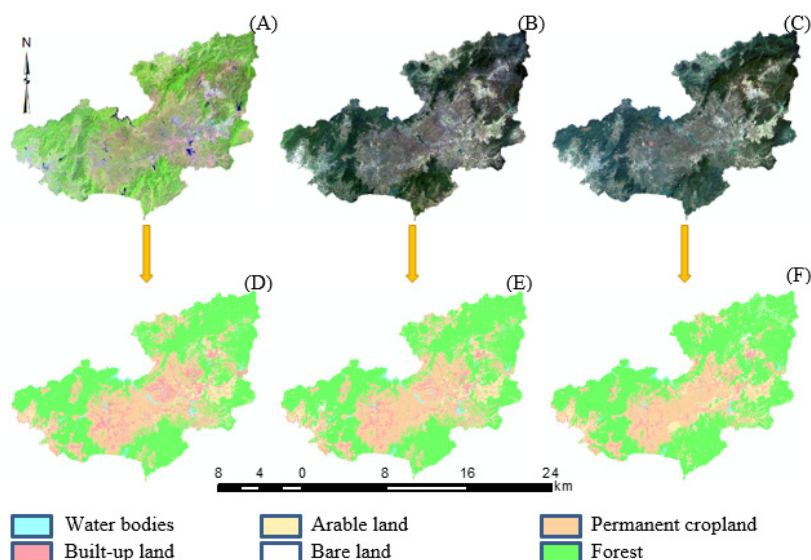 (A) (B) (C)
N
(D) (E) (F)
8 4 0 8 16 24
km
Water bodies Arable land Permanent cropland
Built-up land Bare land Forest